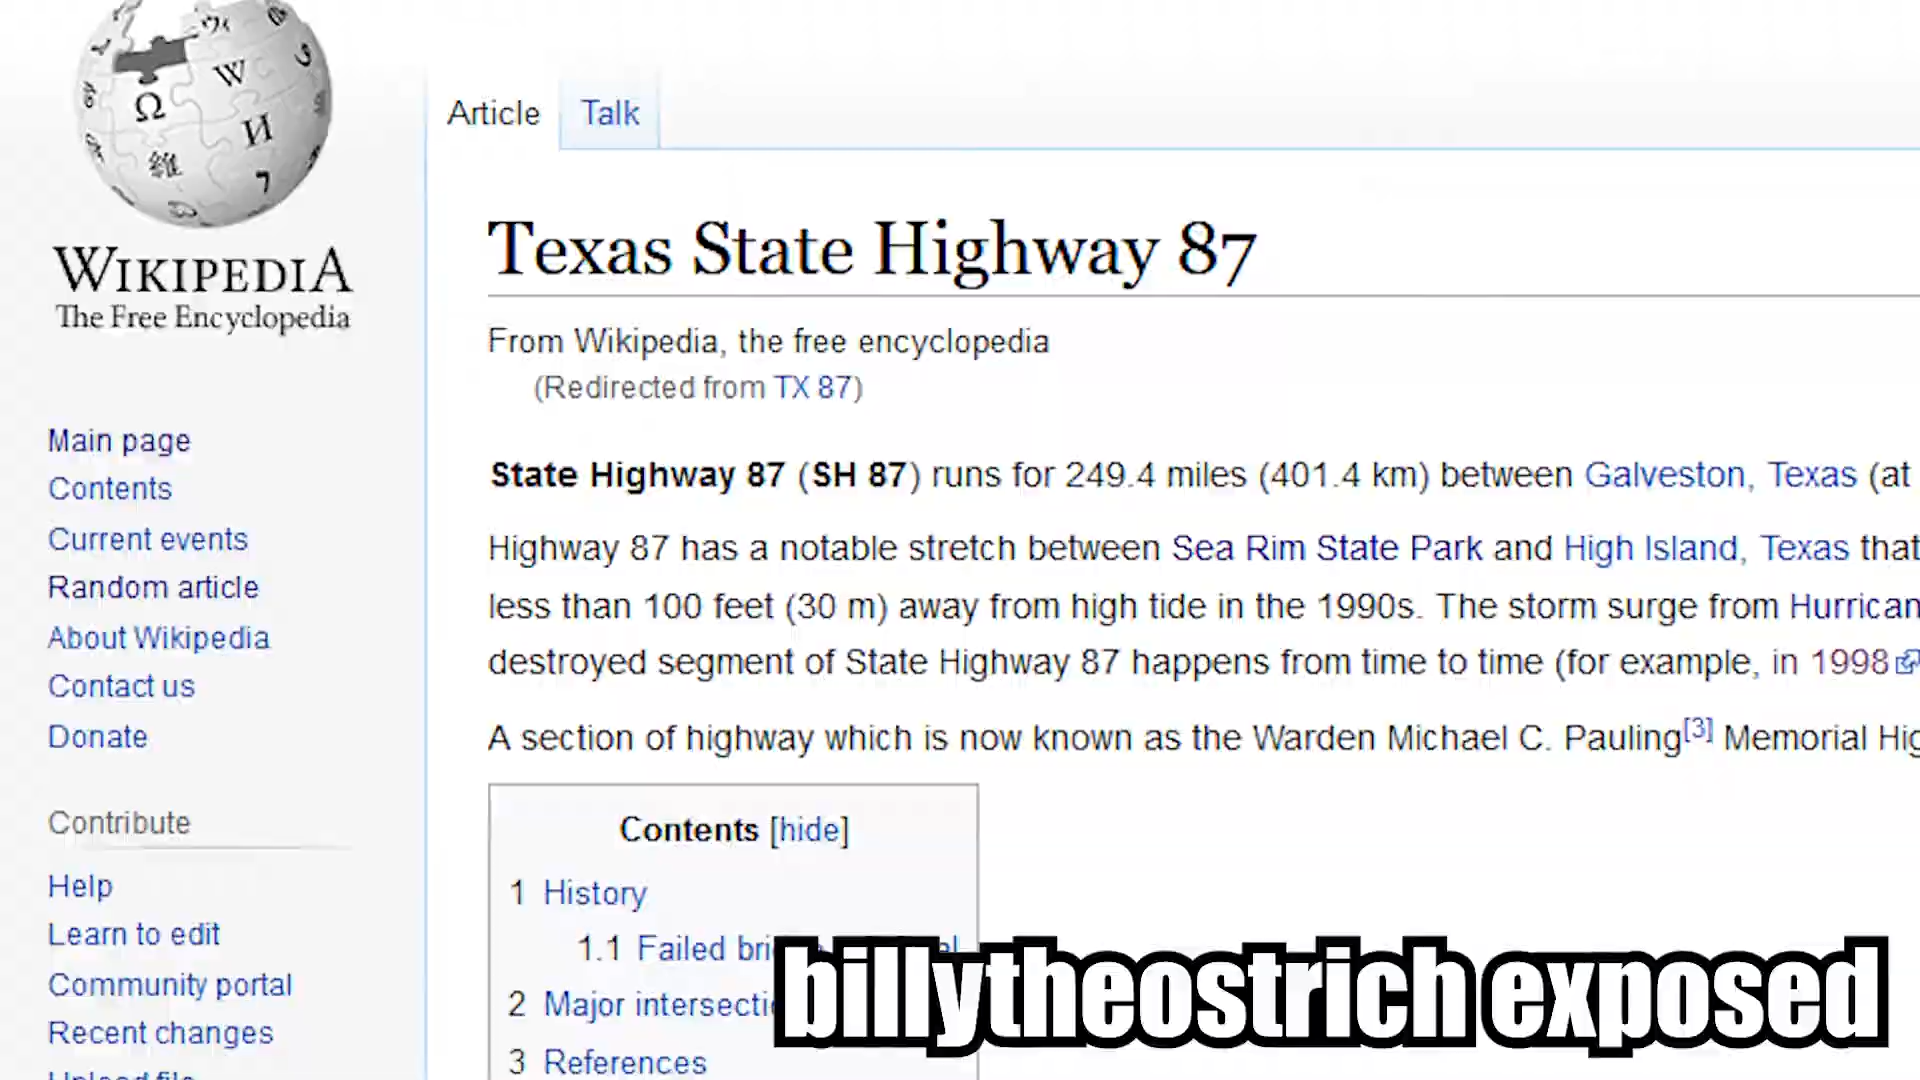 Article
Talk
WIKIPEDIA
The Free Encyclopedia
Texas State Highway 87
From Wikipedia, the free encyclopedia
(Redirected from TX 87)
Main page
Contents
Current events
Random article
About Wikipedia
Contact us
Donate
Contribute
Help
Learn to edit
Community portal
Recent changes
Upload file
State Highway 87 (SH 87) runs for 249.4 miles (401.4 km) between Galveston, Texas (at
Highway 87 has a notable stretch between Sea Rim State Park and High Island, Texas that
less than 100 feet (30 m) away from high tide in the 1990s. The storm surge from Hurrican
destroyed segment of State Highway 87 happens from time to time (for example, in 1998
A section of highway which is now known as the Warden Michael C. Pauling[3] Memorial Hig
Contents [hide]
1 History
1.1 Failed
2 Major
3 References
billytheostrich exposed